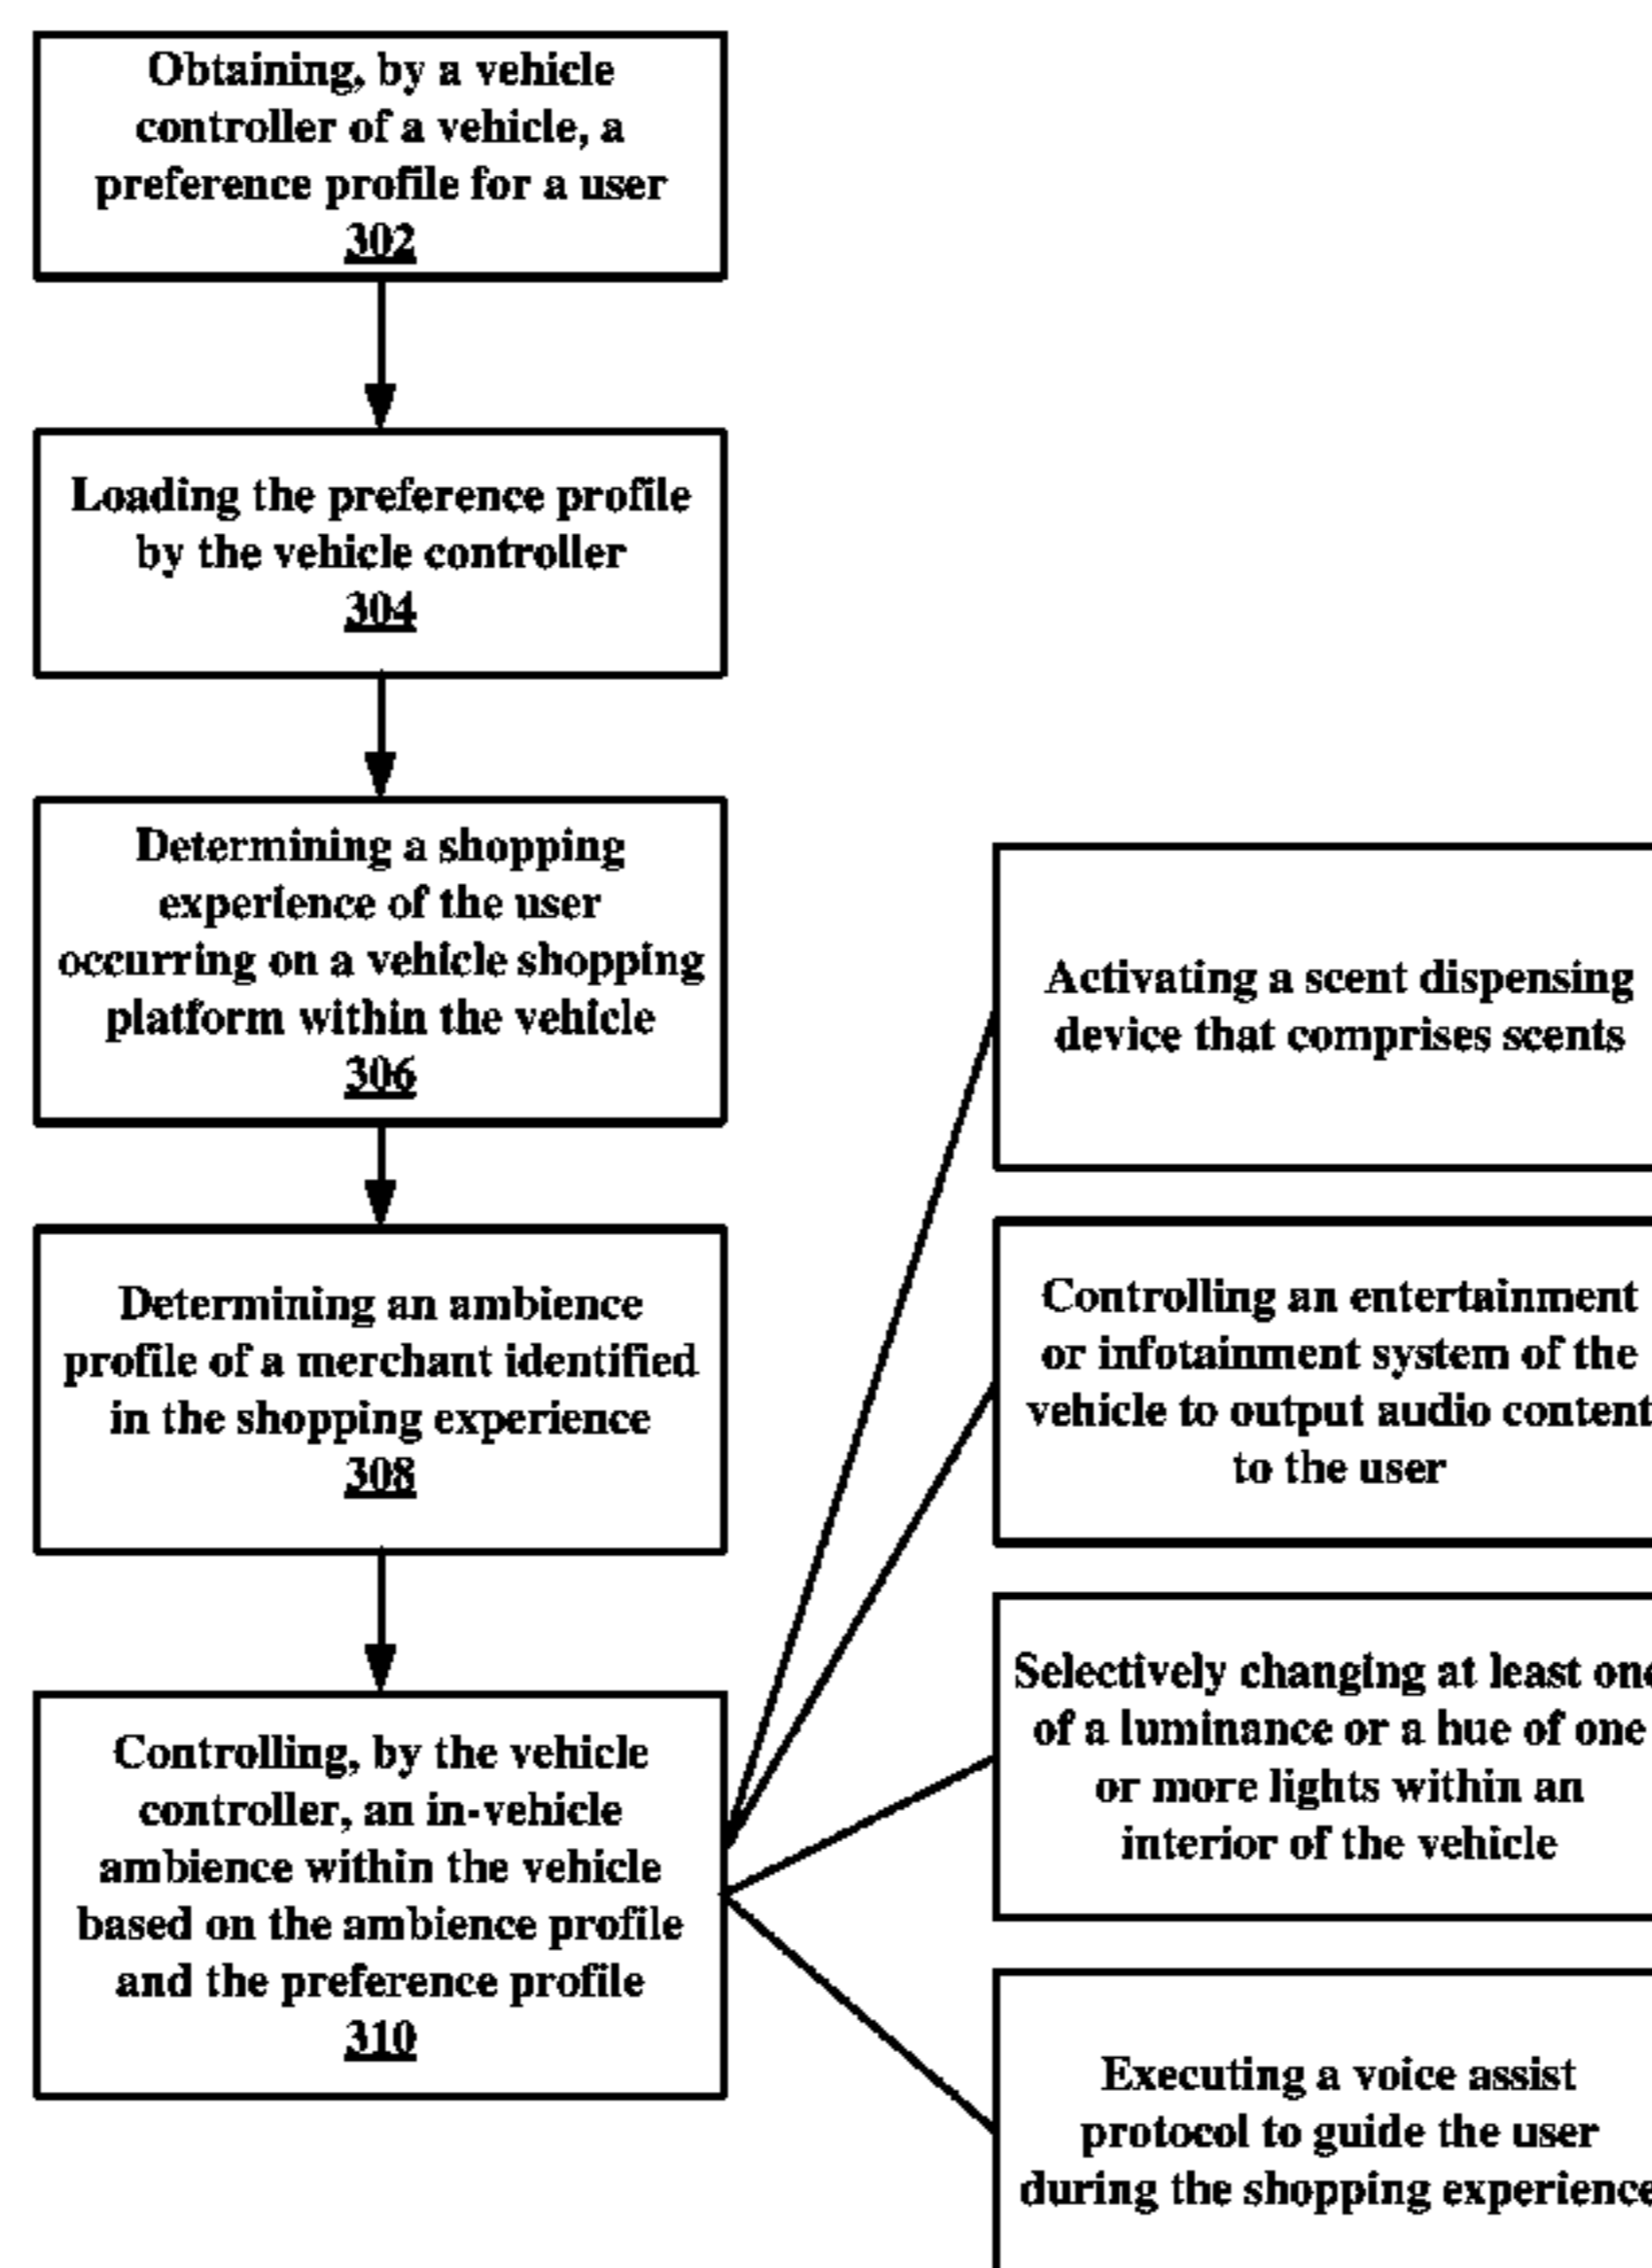 Obtaining, by a vehicle
controller of a vehicle, a
preference profile for a user
302
Loading the preference profile
by the vehicle controller
304
Determining a shopping
experience of the user
occurring on a vehicle shopping
platform within the vehicle
306
Determining an ambience
profile of a merchant identified
in the shopping experience
308
Controlling, by the vehicle
controller, an in-vehicle
ambience within the vehicle
based on the ambience profile
and the preference profile
310
Activating a scent dispensing
device that comprises scents
Controlling an entertainment
or infotainment system of the
vehicle to output audio content
to the user
Selectively changing at least one
of a luminance or a hue of one
or more lights within an
interior of the vehicle
Executing a voice assist
protocol to guide the user
during the shopping experience